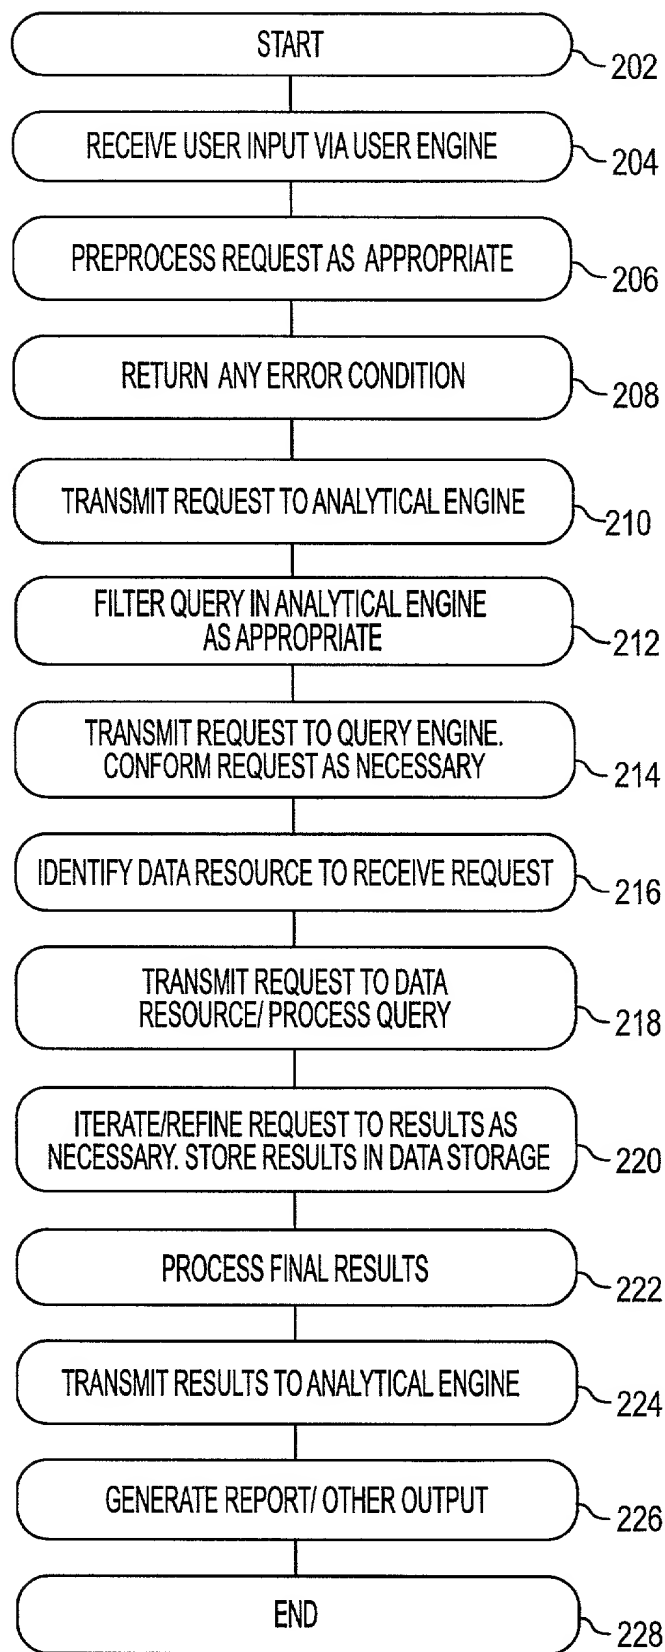 START
202
RECEIVE USER INPUT VIA USER ENGINE
204
PREPROCESS REQUEST AS APPROPRIATE
206
RETURN ANY ERROR CONDITION
208
TRANSMIT REQUEST TO ANALYTICAL ENGINE
210
FILTER QUERY IN ANALYTICAL ENGINE
AS APPROPRIATE
212
TRANSMIT REQUEST TO QUERY ENGINE.
CONFORM REQUEST AS NECESSARY
214
IDENTIFY DATA RESOURCE TO RECEIVE REQUEST
216
TRANSMIT REQUEST TO DATA
RESOURCE/ PROCESS QUERY
218
ITERATE/REFINE REQUEST TO RESULTS AS
NECESSARY. STORE RESULTS IN DATA STORAGE
220
PROCESS FINAL RESULTS
222
TRANSMIT RESULTS TO ANALYTICAL ENGINE
224
GENERATE REPORT/ OTHER OUTPUT
226
END
228